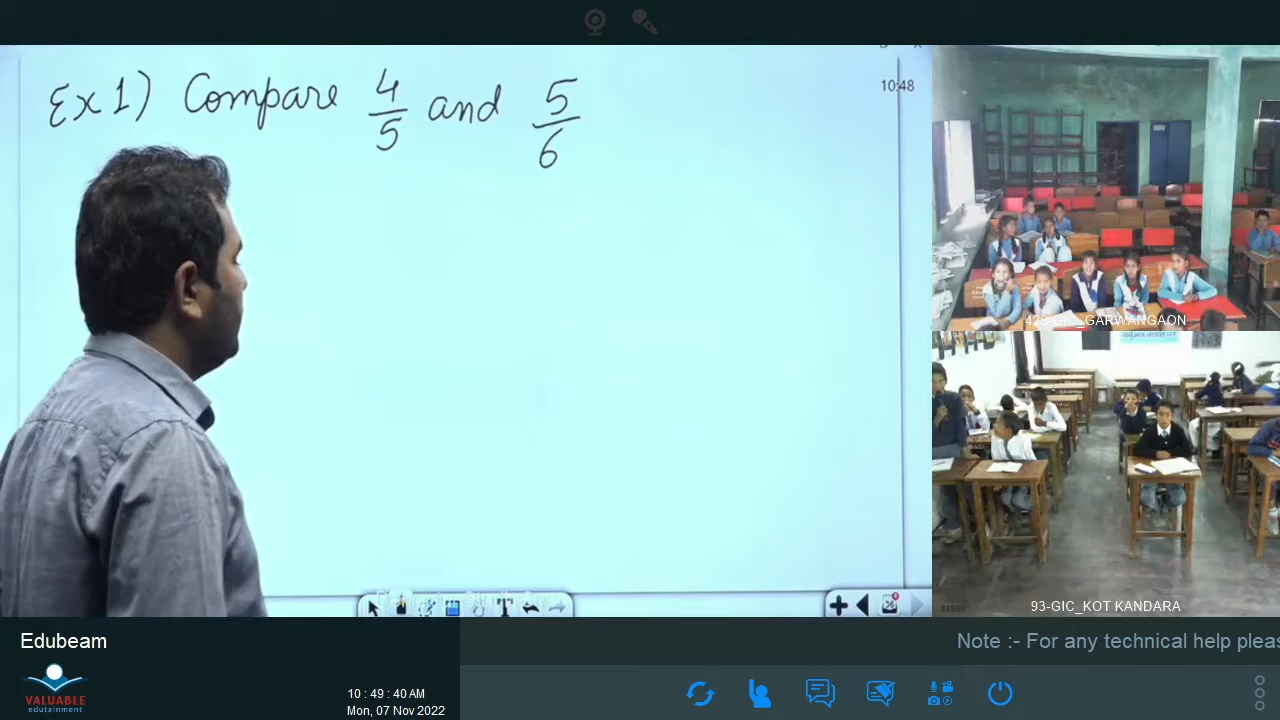 10:48
Ex 1) Compare 4/5 and 5/6
429-GIC_GARWANGAON
93-GIC_KOT KANDARA
Edubeam
Note :- For any technical help pleas
VALUABLE
edutainment
10 : 49 : 40 AM
Mon, 07 Nov 2022